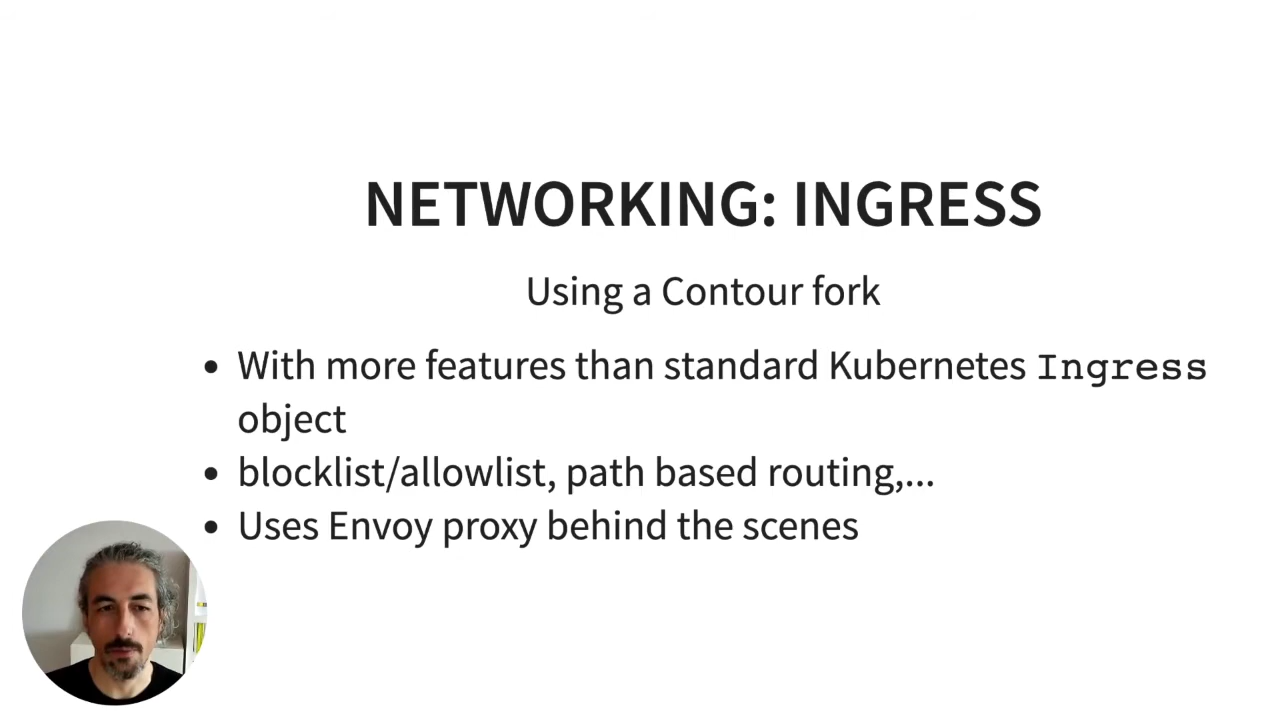 NETWORKING: INGRESS
Using a Contour fork
• With more features than standard Kubernetes Ingress
object
• blocklist/allowlist, path based routing,...
• Uses Envoy proxy behind the scenes